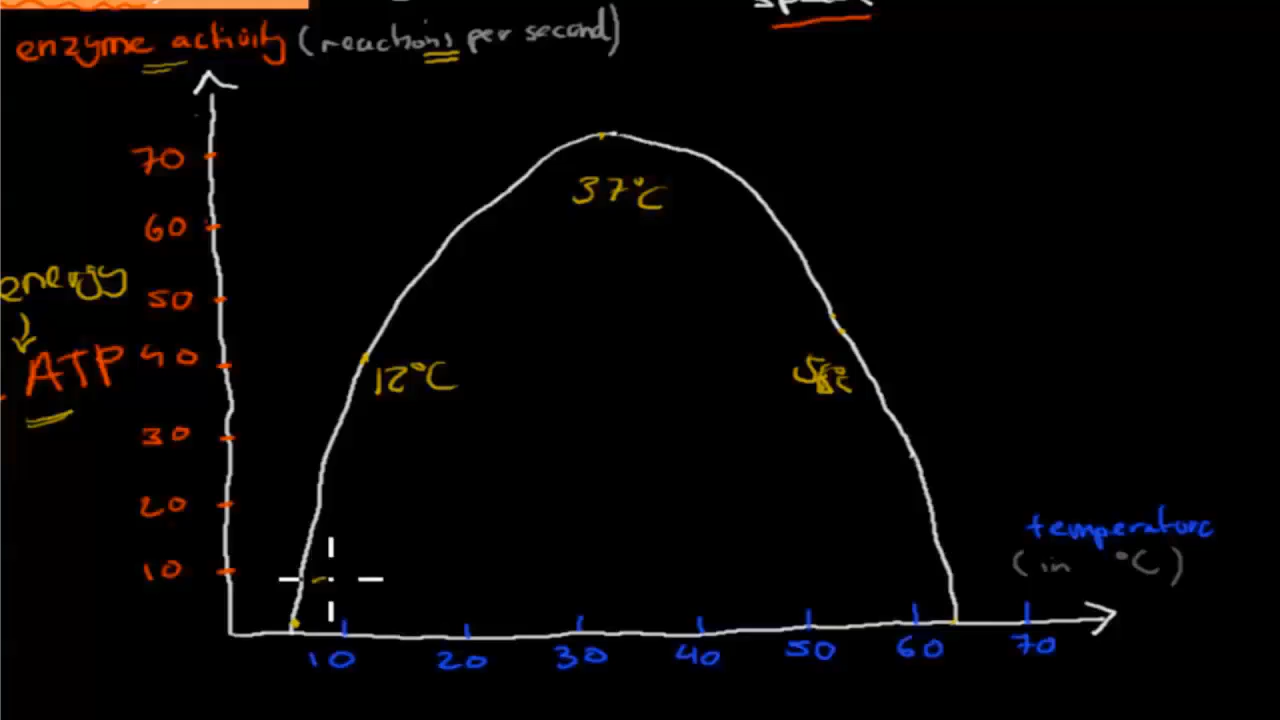 enzyme activity (reactions per second)
70
37°C
60
energy
50
ATP
40
12°C
30
20
temperature
(in °C)
10
10 20 30 40 50 60 70